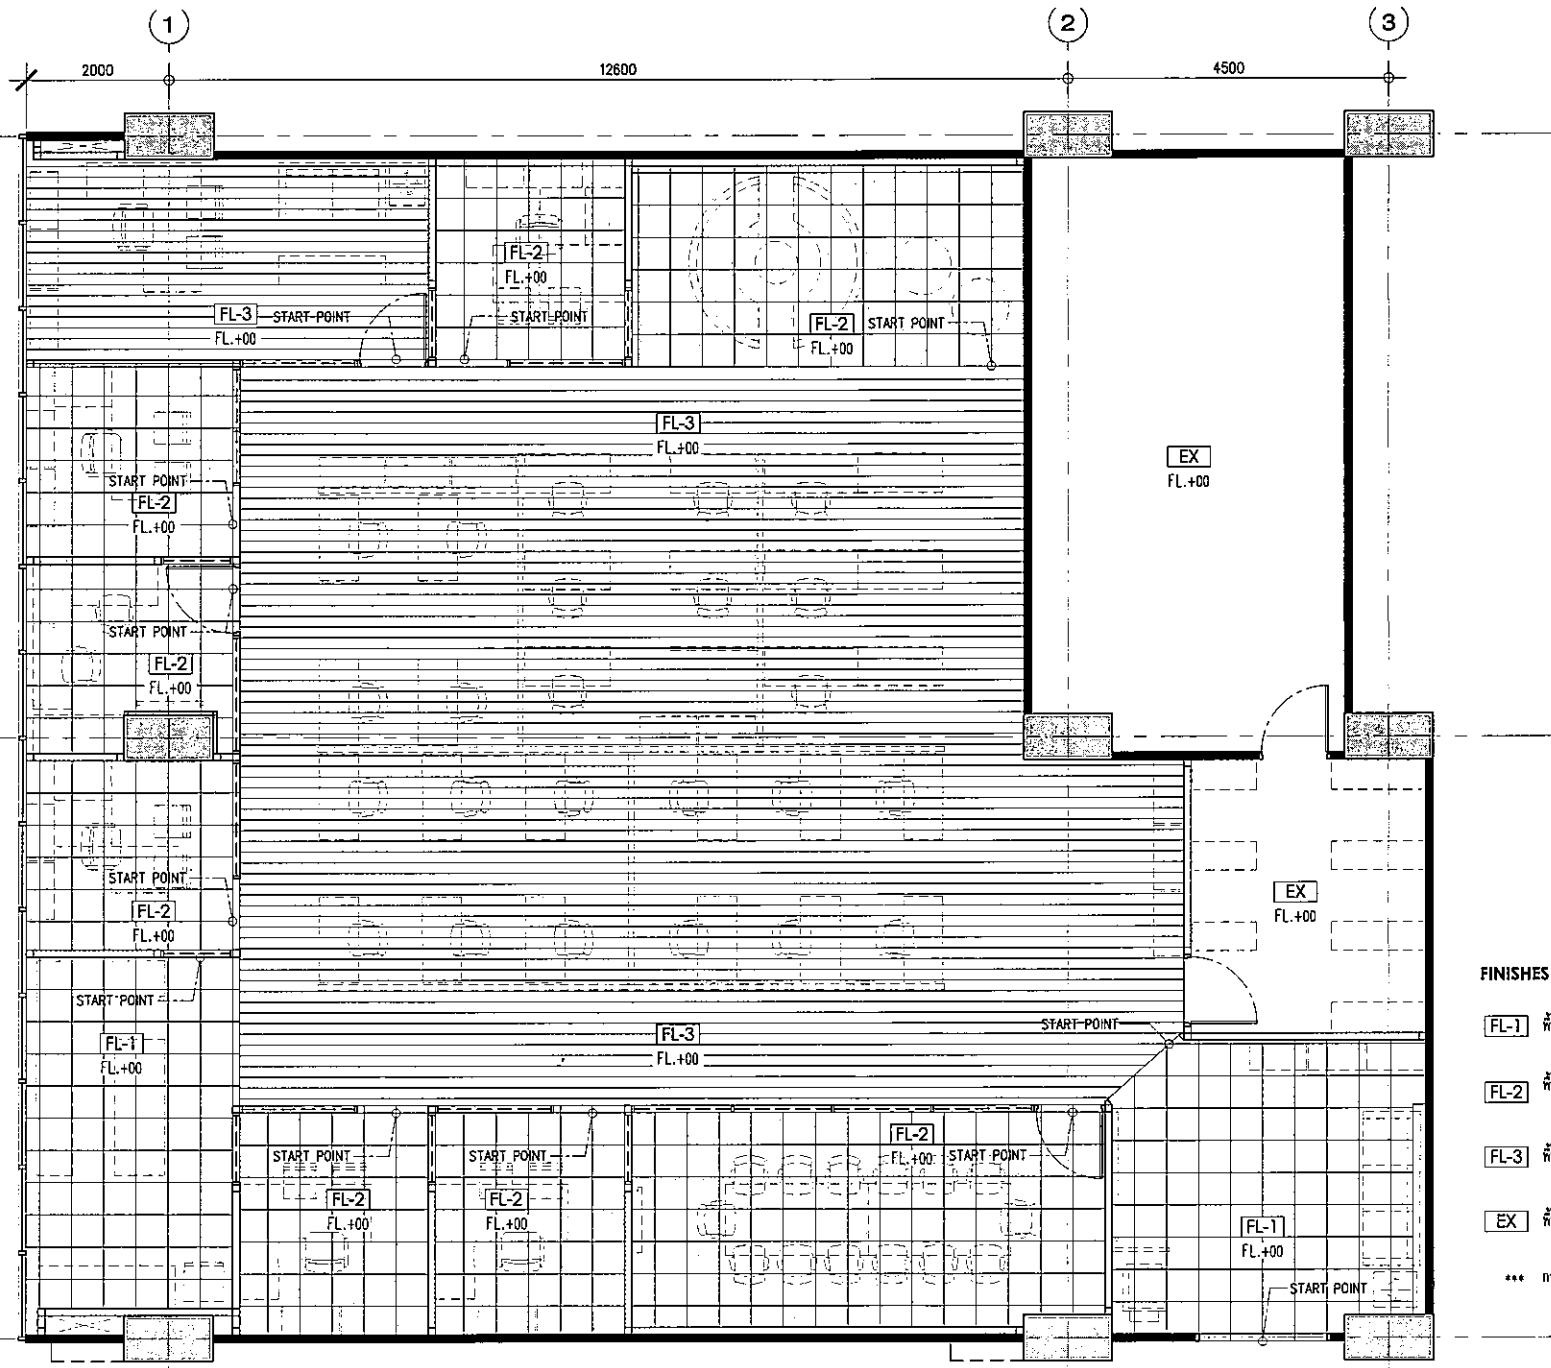 1
2
3
2000
12600
4500
FL-2
FL.+00
FL-3
START POINT
FL.+00
START POINT
FL-2
START POINT
FL.+00
FL-3
FL.+00
EX
FL.+00
START POINT
FL-2
FL.+00
START POINT
FL-2
FL.+00
START POINT
FL-2
FL.+00
EX
FL.+00
FINISHES
START POINT
FL-1
FL.+00
FL-3
FL.+00
START POINT
FL-1
FL-2
FL-3
EX
***
FL-2
FL.+00
START POINT
START POINT
START POINT
FL-2
FL.+00
FL-2
FL.+00
FL-1
FL.+00
START POINT